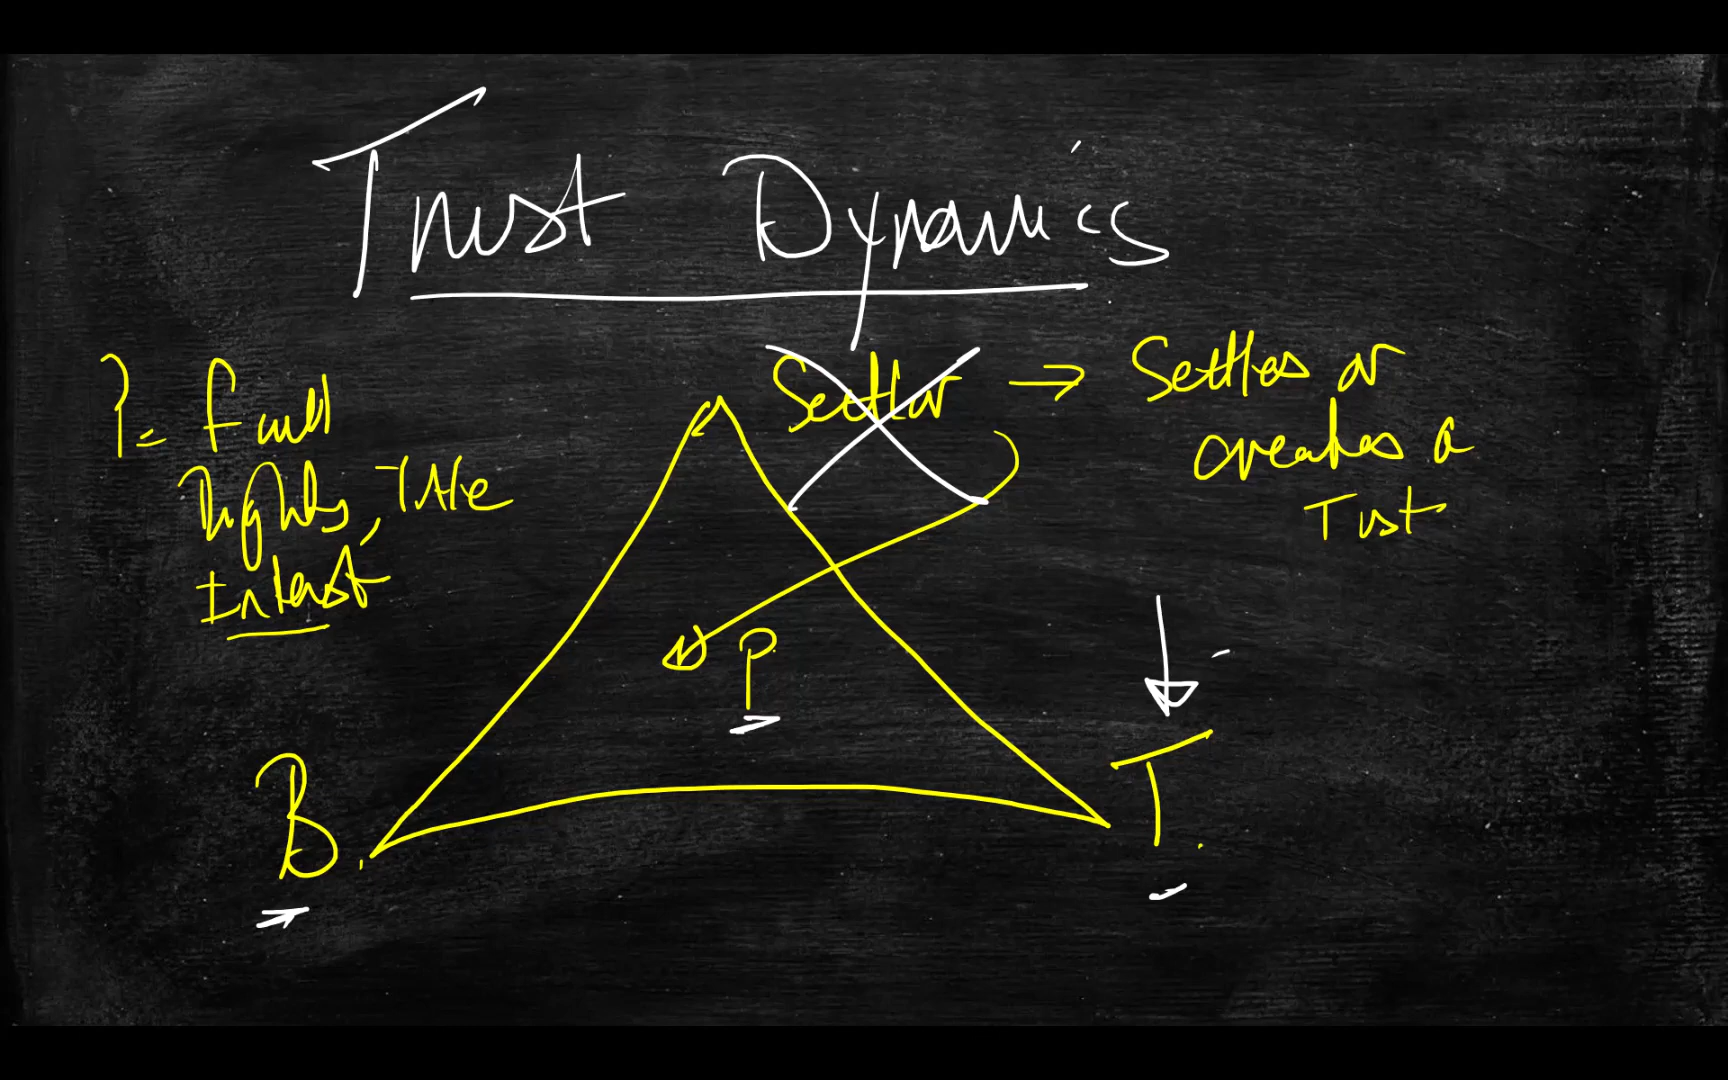 Trust Dynamics
Settlor → Settles or
creates a
Trust
P = Full
Rights, Title
Interest
P
B
T